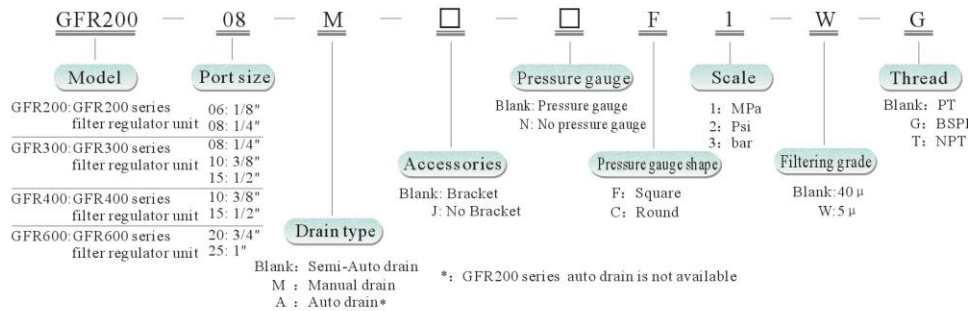 GFR200 — 08 — M — □ — □ F 1 — W — G
Model
Port size
Pressure gauge
Scale
Thread
GFR200:GFR200 series
filter regulator unit
06: 1/8"
08: 1/4"
GFR300:GFR300 series
filter regulator unit
08: 1/4"
10: 3/8"
15: 1/2"
GFR400:GFR400 series
filter regulator unit
10: 3/8"
15: 1/2"
GFR600:GFR600 series
filter regulator unit
20: 3/4"
25: 1"
Blank: Pressure gauge
N: No pressure gauge
1: MPa
2: Psi
3: bar
Blank: PT
G: BSPP
T: NPT
Accessories
Pressure gauge shape
Filtering grade
Blank: Bracket
J: No Bracket
F: Square
C: Round
Blank:40μ
W:5μ
Drain type
Blank: Semi-Auto drain
M : Manual drain
A : Auto drain*
*: GFR200 series auto drain is not available